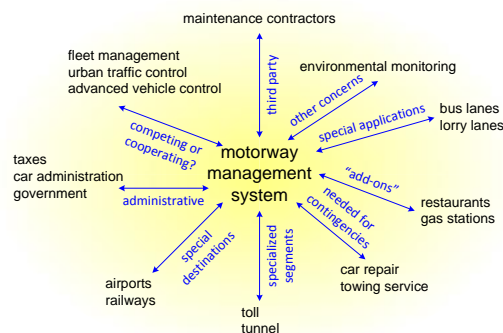 maintenance contractors
fleet management
urban traffic control
advanced vehicle control
third party
environmental monitoring
other concerns
bus lanes
lorry lanes
special applications
competing or
cooperating?
motorway
management
system
"add-ons"
restaurants
gas stations
taxes
car administration
government
administrative
needed for
contingencies
car repair
towing service
special
destinations
airports
railways
specialized
segments
toll
tunnel